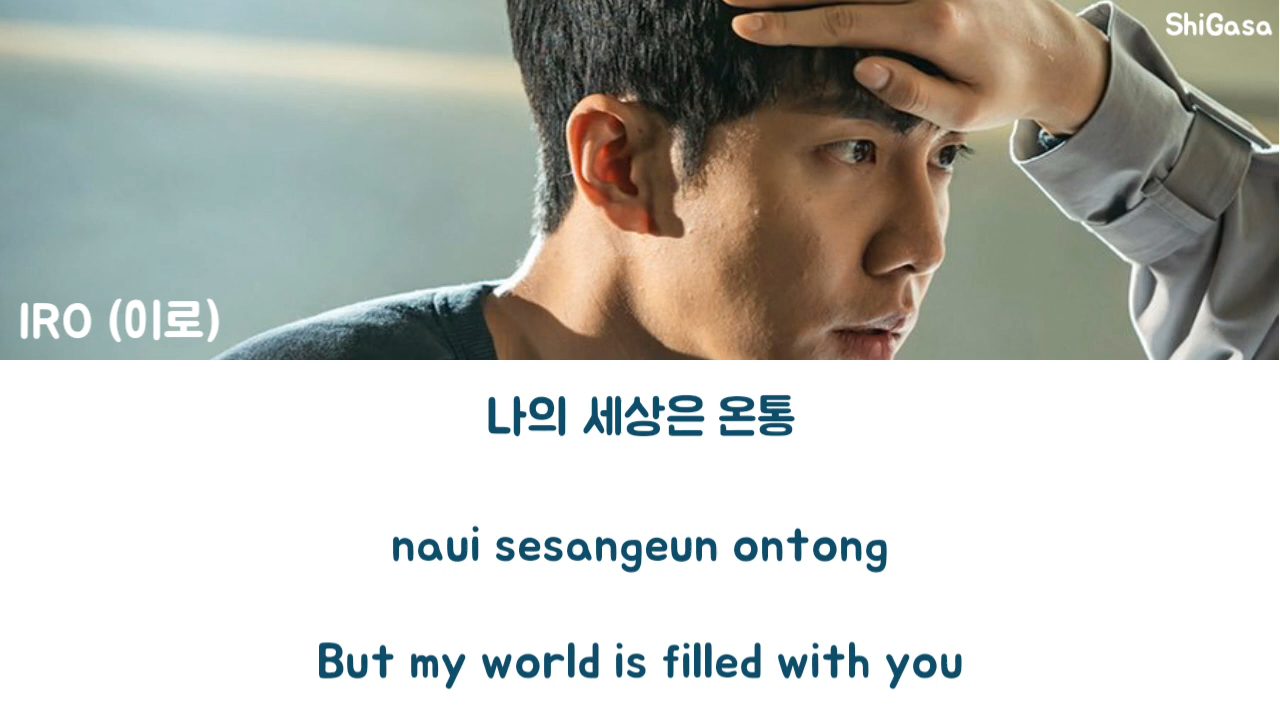 ShiGasa
IRO (이로)
나의 세상은 온통
naui sesangeun ontong
But my world is filled with you